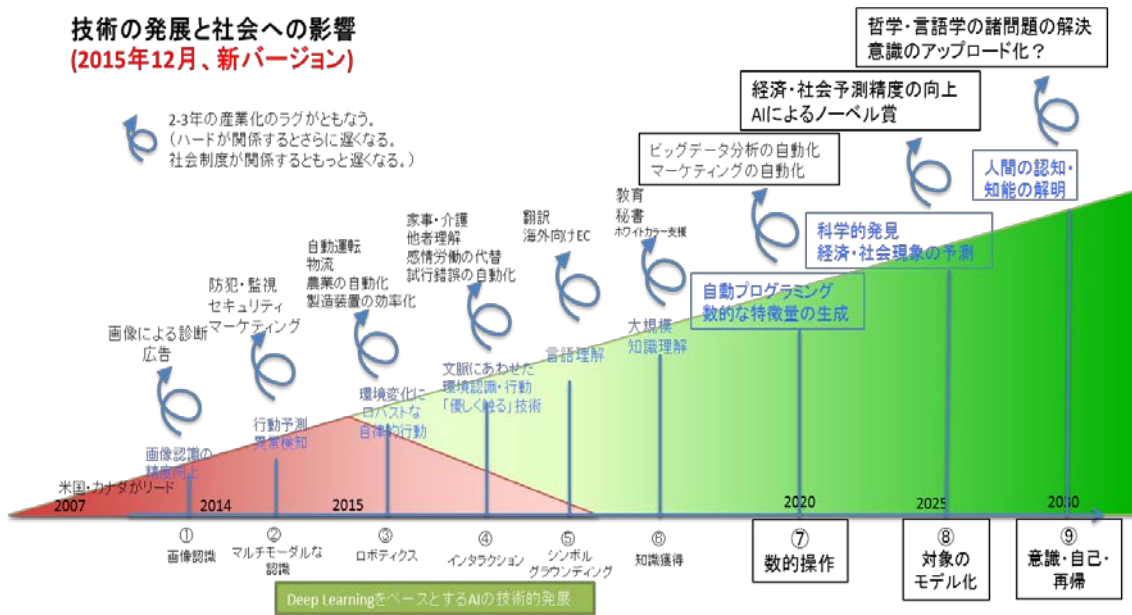 技術の発展と社会への影響
(2015年12月、新バージョン)
2-3年の産業化のラグがともなう。
（ハードが関係するとさらに遅くなる。
社会制度が関係するともっと遅くなる。）
哲学・言語学の諸問題の解決
意識のアップロード化？
経済・社会予測精度の向上
AIによるノーベル賞
ビッグデータ分析の自動化
マーケティングの自動化
教育
秘書
ホワイトカラー支援
翻訳
海外向けEC
家事・介護
他者理解
感情労働の代替
試行錯誤の自動化
自動運転
物流
農業の自動化
製造装置の効率化
防犯・監視
セキュリティ
マーケティング
画像による診断
広告
人間の認知・
知能の解明
科学的発見
経済・社会現象の予測
自動プログラミング
数的な特徴量の生成
大規模
知識理解
言語理解
文脈にあわせた
環境認識・行動
「優しく触る」技術
環境変化に
ロバストな
自律的行動
行動予測
異常検知
画像認識の
精度向上
米国・カナダがリード
2007
2014
2015
2020
2025
2030
①
画像認識
②
マルチモーダルな
認識
③
ロボティクス
④
インタラクション
⑤
シンボル
グラウンディング
⑥
知識獲得
⑦
数的操作
⑧
対象の
モデル化
⑨
意識・自己・
再帰
Deep LearningをベースとするAIの技術的発展